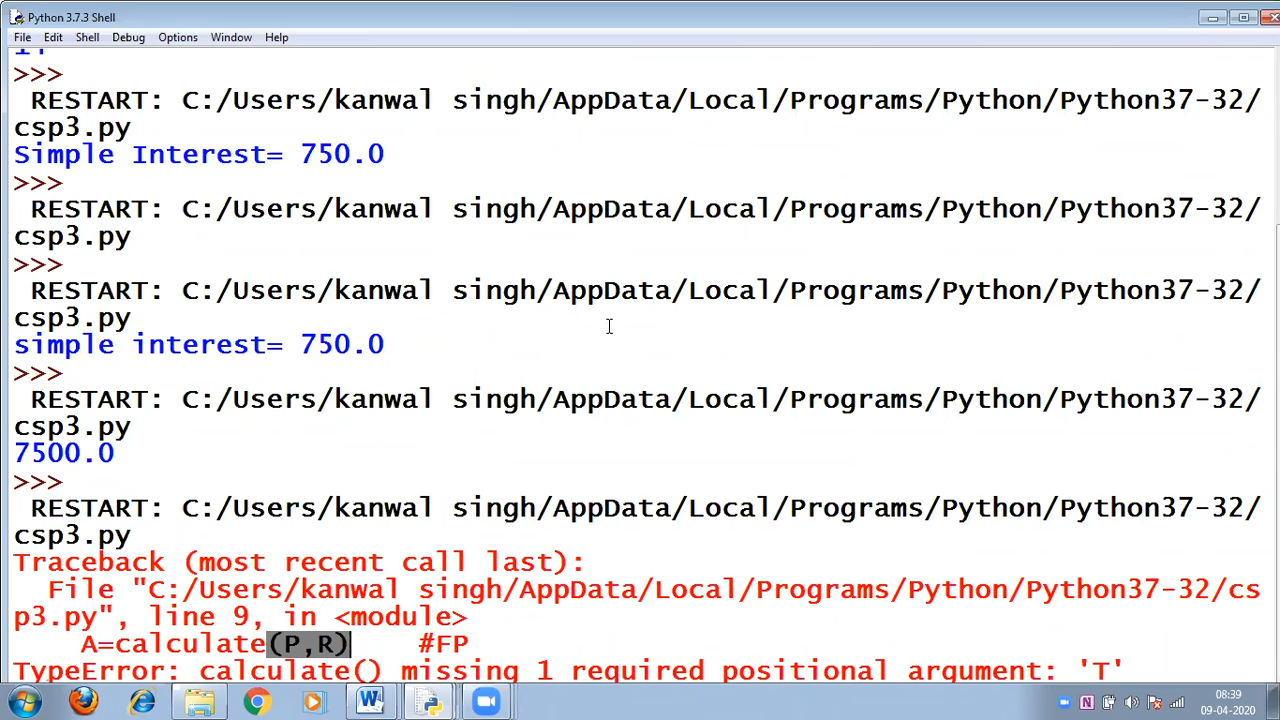 Python 3.7.3 Shell
File Edit Shell Debug Options Window Help
>>>
RESTART: C:/Users/kanwal singh/AppData/Local/Programs/Python/Python37-32/
csp3.py
Simple Interest= 750.0
>>>
RESTART: C:/Users/kanwal singh/AppData/Local/Programs/Python/Python37-32/
csp3.py
>>>
RESTART: C:/Users/kanwal singh/AppData/Local/Programs/Python/Python37-32/
csp3.py
simple interest= 750.0
>>>
RESTART: C:/Users/kanwal singh/AppData/Local/Programs/Python/Python37-32/
csp3.py
7500.0
>>>
RESTART: C:/Users/kanwal singh/AppData/Local/Programs/Python/Python37-32/
csp3.py
Traceback (most recent call last):
File "C:/Users/kanwal singh/AppData/Local/Programs/Python/Python37-32/cs
p3.py", line 9, in <module>
A=calculate(P,R) #FP
TypeError: calculate() missing 1 required positional argument: 'T'
08:39
09-04-2020